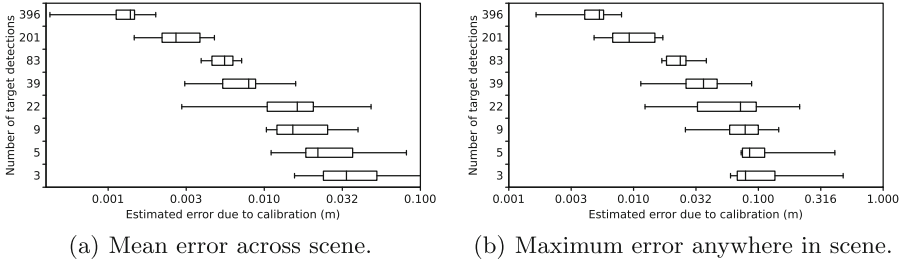 Number of target detections
396
201
83
39
22
9
5
3
0.001 0.003 0.010 0.032 0.100
Estimated error due to calibration (m)
(a) Mean error across scene.
Number of target detections
396
201
83
39
22
9
5
3
0.001 0.003 0.010 0.032 0.100 0.316 1.000
Estimated error due to calibration (m)
(b) Maximum error anywhere in scene.